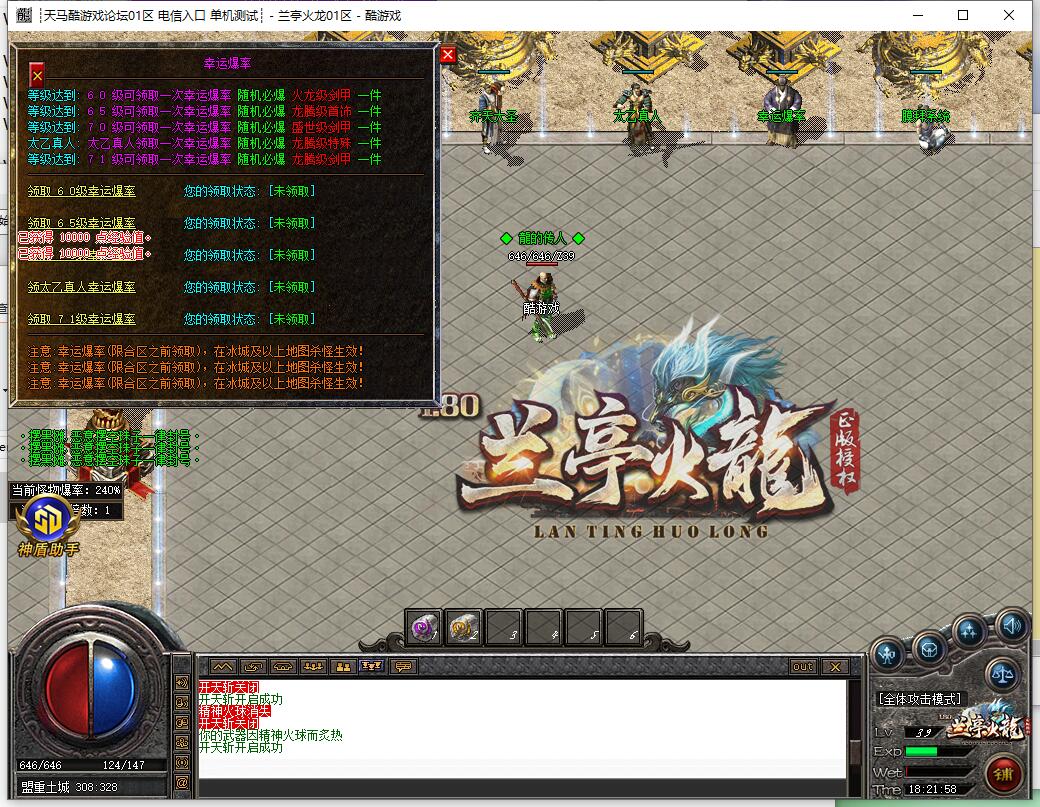 [天马酷游戏论坛01区 电信入口 单机测试] - 兰亭火龙01区 - 酷游戏
幸运爆率
等级达到: 60 级可领取一次幸运爆率 随机必爆 火龙级剑甲 一件
等级达到: 65 级可领取一次幸运爆率 随机必爆 龙腾级首饰 一件
等级达到: 70 级可领取一次幸运爆率 随机必爆 盛世级剑甲 一件
太乙真人: 太乙真人领取一次幸运爆率 随机必爆 龙腾级特殊 一件
等级达到: 71 级可领取一次幸运爆率 随机必爆 龙腾级剑甲 一件
领取 60级幸运爆率 您的领取状态: [未领取]
领取 65级幸运爆率 您的领取状态: [未领取]
已获得 10000 点经验值。
已获得 10000 点经验值。
您的领取状态: [未领取]
领太乙真人幸运爆率 您的领取状态: [未领取]
领取 71级幸运爆率 您的领取状态: [未领取]
注意:幸运爆率(限合区之前领取), 在冰城及以上地图杀怪生效!
注意:幸运爆率(限合区之前领取), 在冰城及以上地图杀怪生效!
注意:幸运爆率(限合区之前领取), 在冰城及以上地图杀怪生效!
齐天大圣
太乙真人
幸运爆率
龍的传人
646/646/Z39
酷游戏
1.80
兰亭火龍
正版授权
LAN TING HUO LONG
当前怪物爆率: 240%
倍数: 1
神盾助手
1 2 3 4 5 6
out
开天斩关闭
开天斩开启成功
精神火球消失
开天斩关闭
你的武器因精神火球而炙热
开天斩开启成功
646/646 124/147
盟重土城 308:328
[全体攻击模式]
兰亭火龍
Lv 39
Exp
Wet
Time 18:21:58
铺